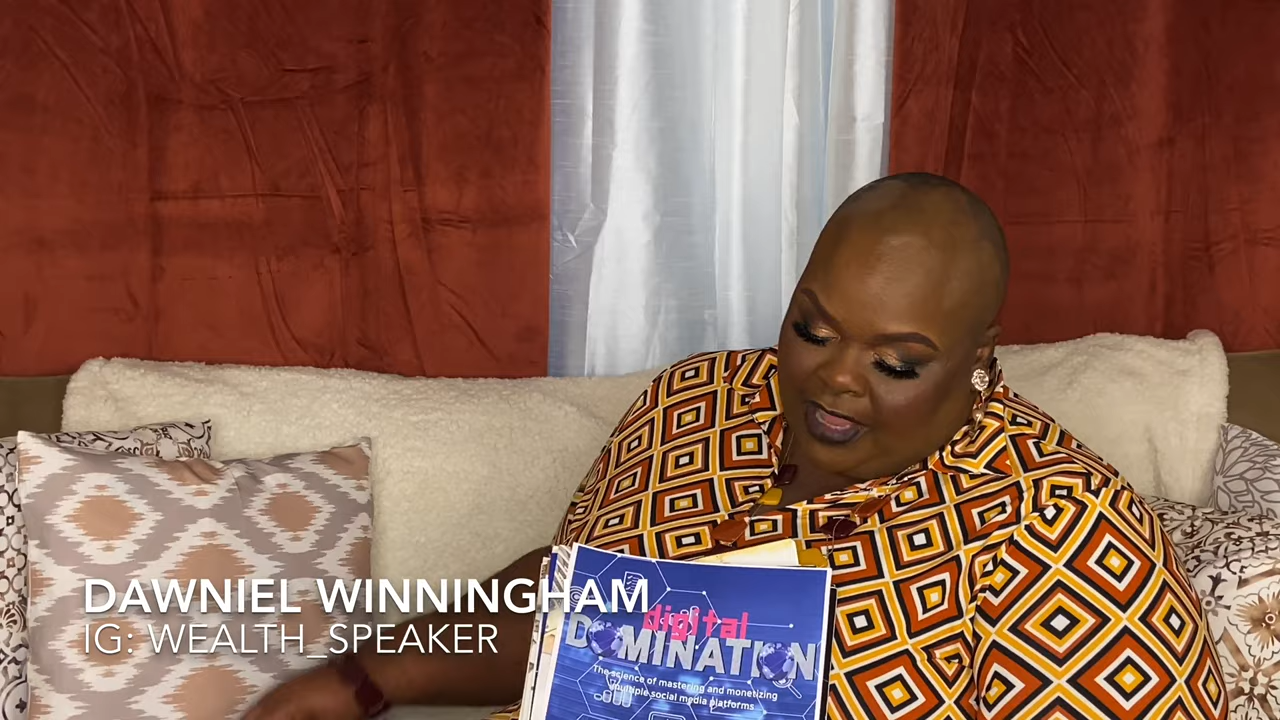 DAWNIEL WINNINGHAM
IG: WEALTH_SPEAKER
digital
DOMINATION
The science of mastering and monetizing
multiple social media platforms